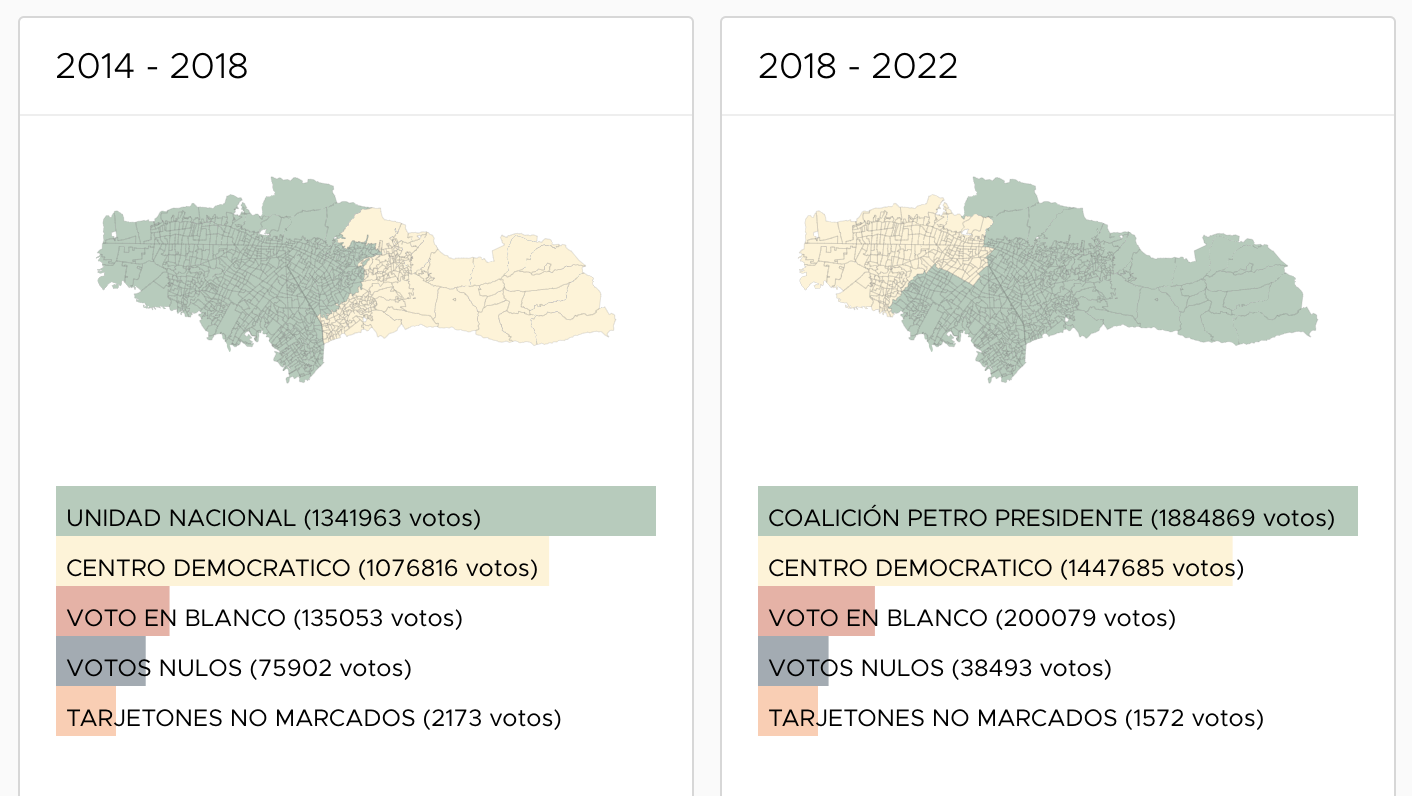 2014 - 2018
UNIDAD NACIONAL (1341963 votos)
CENTRO DEMOCRATICO (1076816 votos)
VOTO EN BLANCO (135053 votos)
VOTOS NULOS (75902 votos)
TARJETONES NO MARCADOS (2173 votos)
2018 - 2022
COALICIÓN PETRO PRESIDENTE (1884869 votos)
CENTRO DEMOCRATICO (1447685 votos)
VOTO EN BLANCO (200079 votos)
VOTOS NULOS (38493 votos)
TARJETONES NO MARCADOS (1572 votos)